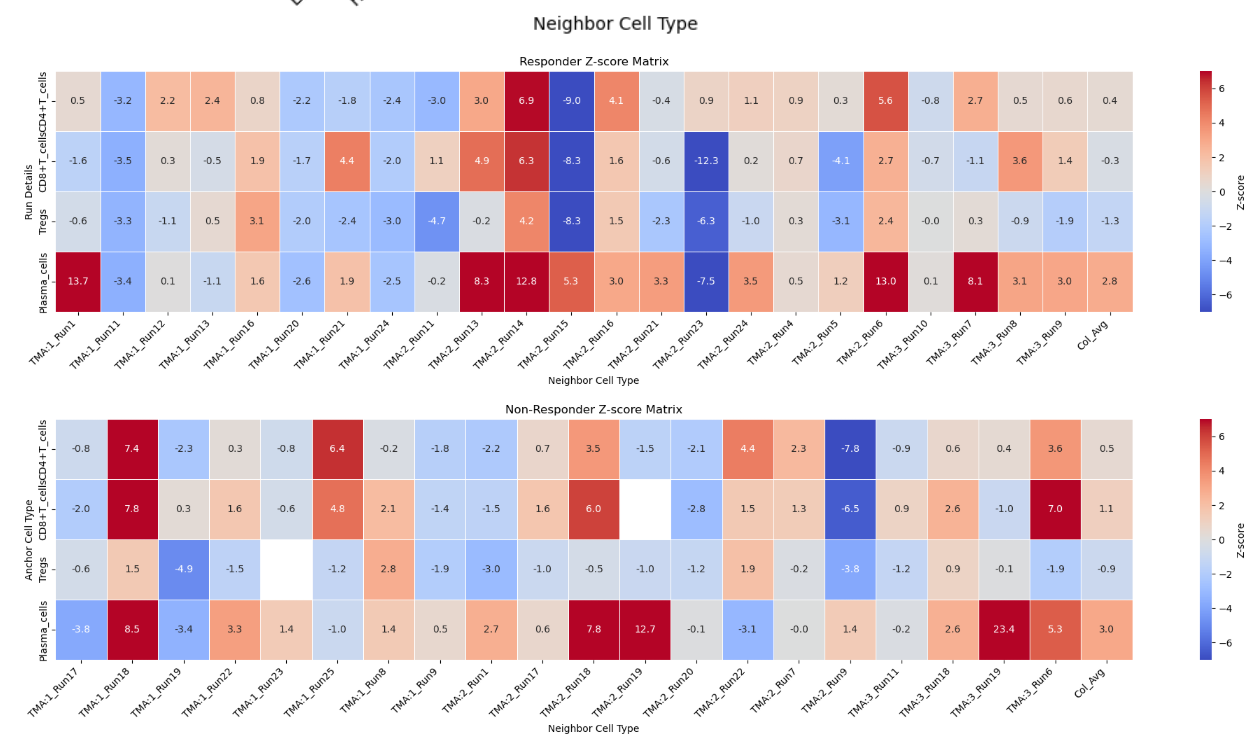 Neighbor Cell Type
Responder Z-score Matrix
Run Details
CD4+T_cells 0.5 -3.2 2.2 2.4 0.8 -2.2 -1.8 -2.4 -3.0 3.0 6.9 -9.0 4.1 -0.4 0.9 1.1 0.9 0.3 5.6 -0.8 2.7 0.5 0.6 0.4
CD8+T_cells -1.6 -3.5 0.3 -0.5 1.9 -1.7 4.4 -2.0 1.1 4.9 6.3 -8.3 1.6 -0.6 -12.3 0.2 0.7 -4.1 2.7 -0.7 -1.1 3.6 1.4 -0.3
Tregs -0.6 -3.3 -1.1 0.5 3.1 -2.0 -2.4 -3.0 -4.7 -0.2 4.2 -8.3 1.5 -2.3 -6.3 -1.0 0.3 -3.1 2.4 -0.0 0.3 -0.9 -1.9 -1.3
Plasma_cells 13.7 -3.4 0.1 -1.1 1.6 -2.6 1.9 -2.5 -0.2 8.3 12.8 5.3 3.0 3.3 -7.5 3.5 0.5 1.2 13.0 0.1 8.1 3.1 3.0 2.8
TMA:1_Run1 TMA:1_Run11 TMA:1_Run12 TMA:1_Run13 TMA:1_Run16 TMA:1_Run20 TMA:1_Run21 TMA:1_Run24 TMA:2_Run11 TMA:2_Run13 TMA:2_Run14 TMA:2_Run15 TMA:2_Run16 TMA:2_Run21 TMA:2_Run23 TMA:2_Run24 TMA:2_Run4 TMA:2_Run5 TMA:2_Run6 TMA:3_Run10 TMA:3_Run7 TMA:3_Run8 TMA:3_Run9 Col_Avg
Neighbor Cell Type
6
4
2
0
−2
−4
−6
Z-score
Non-Responder Z-score Matrix
Anchor Cell Type
CD4+T_cells -0.8 7.4 -2.3 0.3 -0.8 6.4 -0.2 -1.8 -2.2 0.7 3.5 -1.5 -2.1 4.4 2.3 -7.8 -0.9 0.6 0.4 3.6 0.5
CD8+T_cells -2.0 7.8 0.3 1.6 -0.6 4.8 2.1 -1.4 -1.5 1.6 6.0 -2.8 1.5 1.3 -6.5 0.9 2.6 -1.0 7.0 1.1
Tregs -0.6 1.5 -4.9 -1.5 -1.2 2.8 -1.9 -3.0 -1.0 -0.5 -1.0 -1.2 1.9 -0.2 -3.8 -1.2 0.9 -0.1 -1.9 -0.9
Plasma_cells -3.8 8.5 -3.4 3.3 1.4 -1.0 1.4 0.5 2.7 0.6 7.8 12.7 -0.1 -3.1 -0.0 1.4 -0.2 2.6 23.4 5.3 3.0
TMA:1_Run17 TMA:1_Run18 TMA:1_Run19 TMA:1_Run22 TMA:1_Run23 TMA:1_Run25 TMA:1_Run8 TMA:1_Run9 TMA:2_Run1 TMA:2_Run17 TMA:2_Run18 TMA:2_Run19 TMA:2_Run20 TMA:2_Run22 TMA:2_Run7 TMA:2_Run9 TMA:3_Run11 TMA:3_Run18 TMA:3_Run19 TMA:3_Run6 Col_Avg
Neighbor Cell Type
6
4
2
0
−2
−4
−6
Z-score